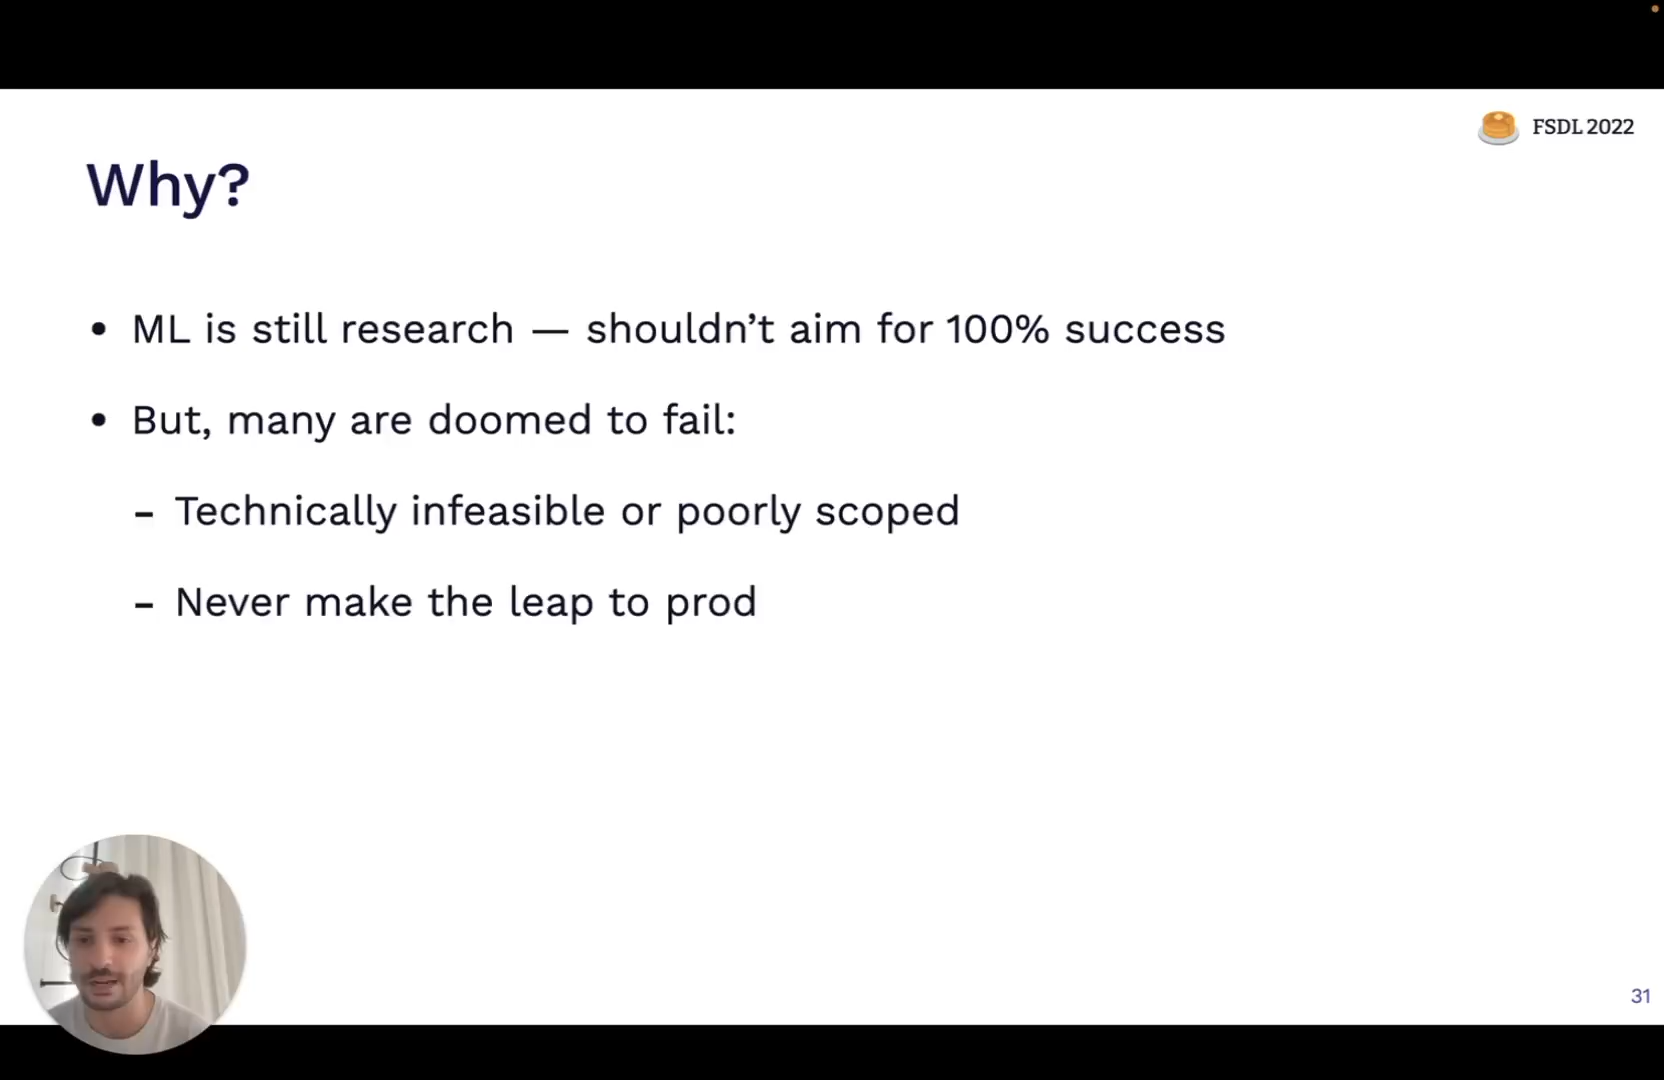 FSDL 2022
Why?
• ML is still research — shouldn’t aim for 100% success
• But, many are doomed to fail:
– Technically infeasible or poorly scoped
– Never make the leap to prod
31